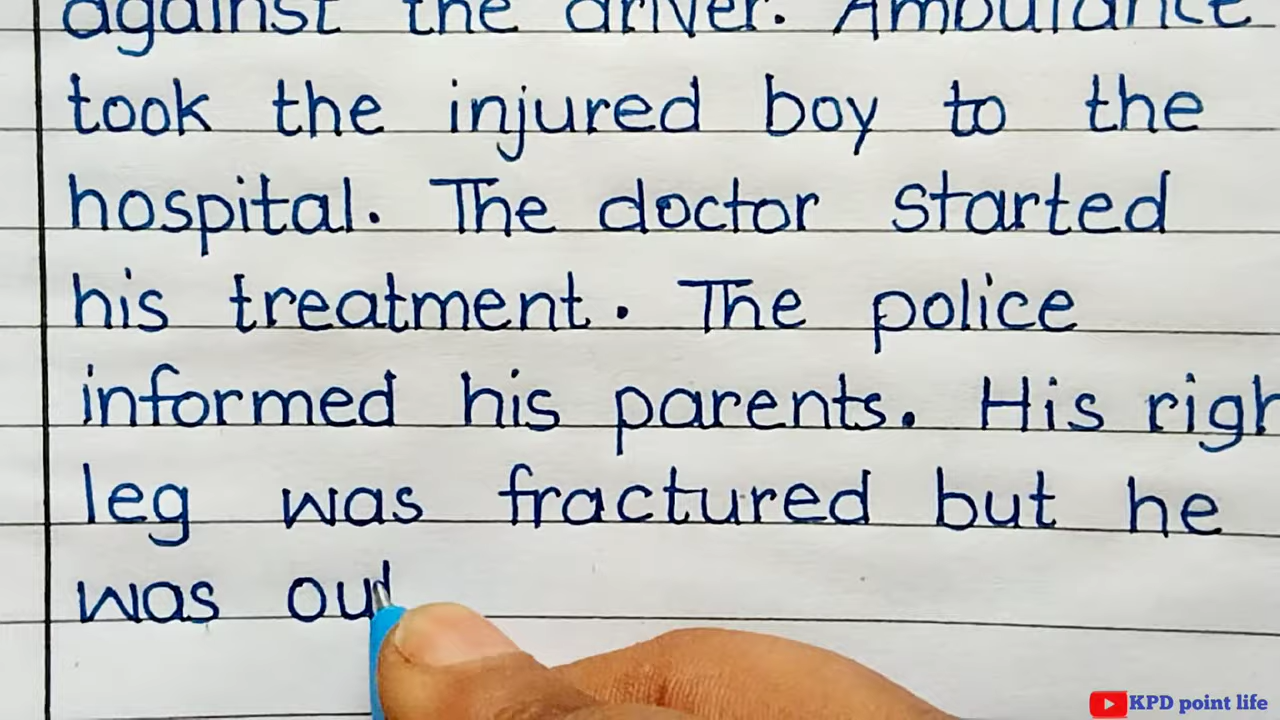 against the driver. Ambulance
took the injured boy to the
hospital. The doctor started
his treatment. The police
informed his parents. His righ
leg was fractured but he
was out
KPD point life